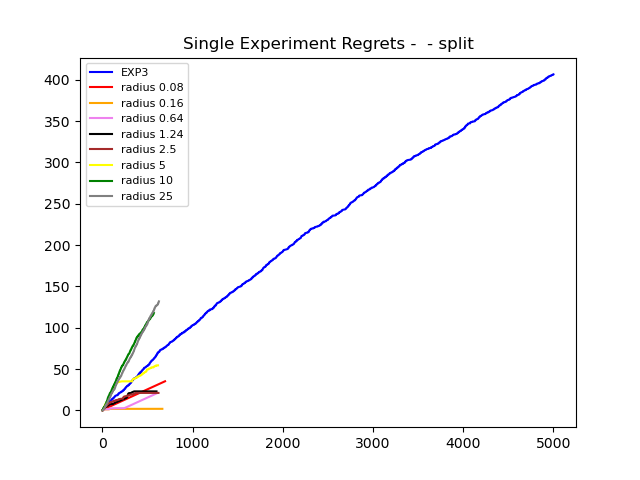 Single Experiment Regrets -  - split
EXP3
radius 0.08
radius 0.16
radius 0.64
radius 1.24
radius 2.5
radius 5
radius 10
radius 25
400
350
300
250
200
150
100
50
0
0 1000 2000 3000 4000 5000